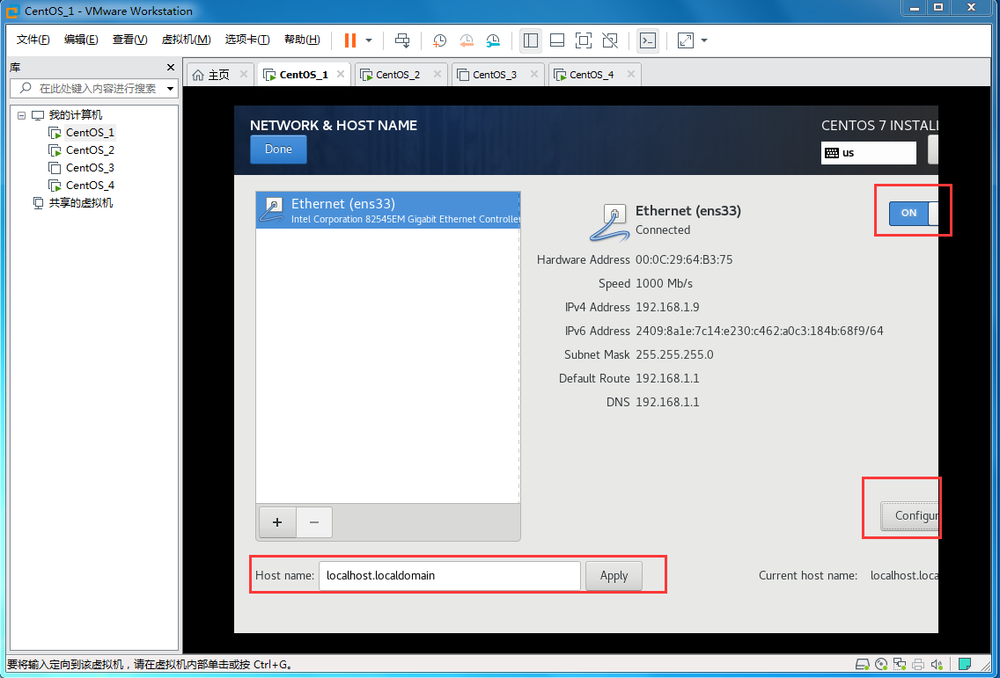 CentOS_1 - VMware Workstation
文件(F) 编辑(E) 查看(V) 虚拟机(M) 选项卡(T) 帮助(H)
库
在此处键入内容进行搜索
我的计算机
CentOS_1
CentOS_2
CentOS_3
CentOS_4
共享的虚拟机
主页 CentOS_1 CentOS_2 CentOS_3 CentOS_4
NETWORK & HOST NAME
Done
CENTOS 7 INSTALL
us
Ethernet (ens33)
Intel Corporation 82545EM Gigabit Ethernet Controller
Ethernet (ens33)
Connected
ON
Hardware Address 00:0C:29:64:B3:75
Speed 1000 Mb/s
IPv4 Address 192.168.1.9
IPv6 Address 2409:8a1e:7c14:e230:c462:a0c3:184b:68f9/64
Subnet Mask 255.255.255.0
Default Route 192.168.1.1
DNS 192.168.1.1
+ −
Configur
Host name: localhost.localdomain Apply
Current host name: localhost.loca
要将输入定向到该虚拟机，请在虚拟机内部单击或按 Ctrl+G。